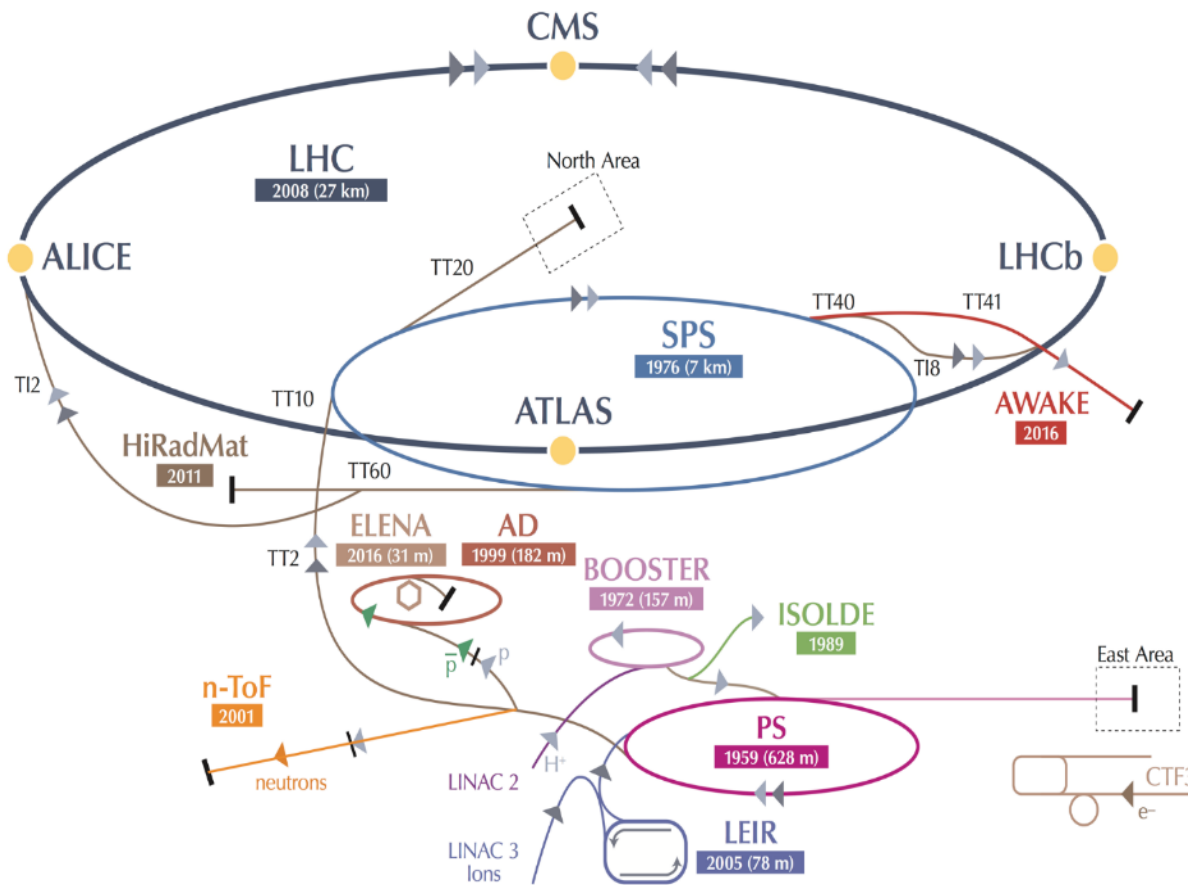 CMS
LHC
2008 (27 km)
North Area
ALICE
TT20
LHCb
TT40
TT41
SPS
1976 (7 km)
TI8
TI2
TT10
ATLAS
AWAKE
2016
HiRadMat
2011
TT60
ELENA
2016 (31 m)
AD
1999 (182 m)
TT2
BOOSTER
1972 (157 m)
ISOLDE
1989
p
p̅
East Area
n-ToF
2001
PS
1959 (628 m)
neutrons
LINAC 2
H⁺
CTF3
e⁻
LEIR
2005 (78 m)
LINAC 3
Ions